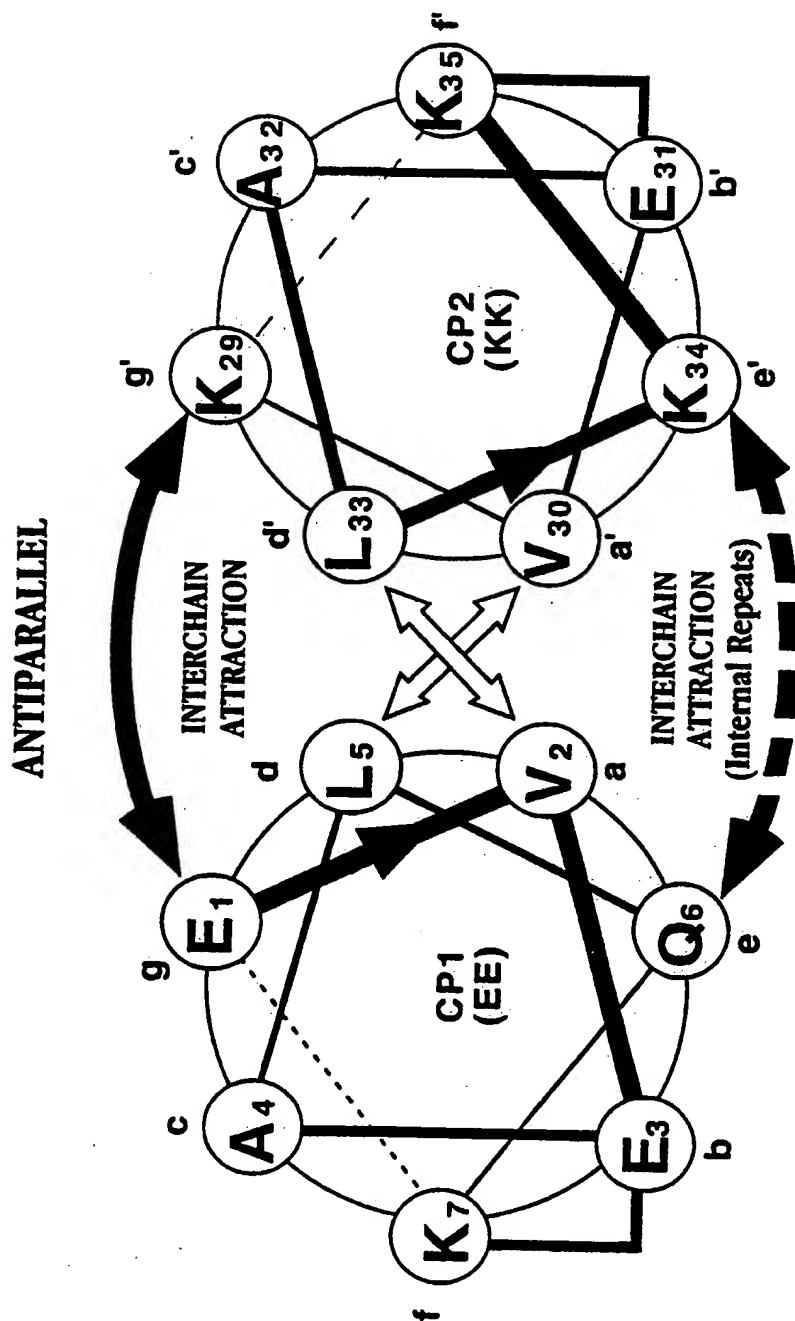 ANTIPARALLEL
INTERCHAIN
ATTRACTION
g
E1
d
L5
c
A4
CP1
(EE)
f
K7
V2
a
E3
b
Q6
e
g'
K29
c'
A32
d'
L33
CP2
(KK)
f'
K35
V30
a'
E31
b'
K34
e'
INTERCHAIN
ATTRACTION
(Internal Repeats)